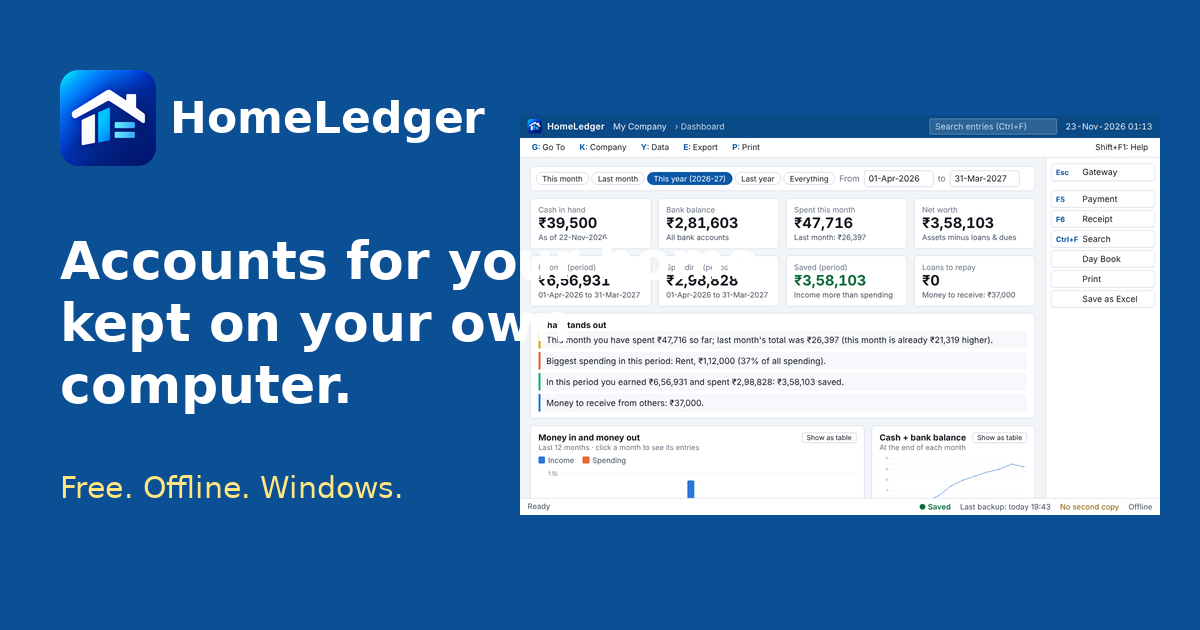 HomeLedger
Accounts for your home,
kept on your own
computer.
Free. Offline. Windows.
HomeLedger My Company › Dashboard Search entries (Ctrl+F) 23-Nov-2026 01:13
G: Go To K: Company Y: Data E: Export P: Print Shift+F1: Help
This month Last month This year (2026-27) Last year Everything From 01-Apr-2026 to 31-Mar-2027
Cash in hand
₹39,500
As of 22-Nov-2026
Bank balance
₹2,81,603
All bank accounts
Spent this month
₹47,716
Last month: ₹26,397
Net worth
₹3,58,103
Assets minus loans & dues
(period)
₹6,56,931
01-Apr-2026 to 31-Mar-2027
₹2,98,828
01-Apr-2026 to 31-Mar-2027
Saved (period)
₹3,58,103
Income more than spending
Loans to repay
₹0
Money to receive: ₹37,000
stands out
This month you have spent ₹47,716 so far; last month's total was ₹26,397 (this month is already ₹21,319 higher).
Biggest spending in this period: Rent, ₹1,12,000 (37% of all spending).
In this period you earned ₹6,56,931 and spent ₹2,98,828: ₹3,58,103 saved.
Money to receive from others: ₹37,000.
Money in and money out Show as table
Last 12 months · click a month to see its entries
Income Spending
1.5L
Cash + bank balance Show as table
At the end of each month
Esc Gateway
F5 Payment
F6 Receipt
Ctrl+F Search
Day Book
Print
Save as Excel
Ready Saved Last backup: today 19:43 No second copy Offline